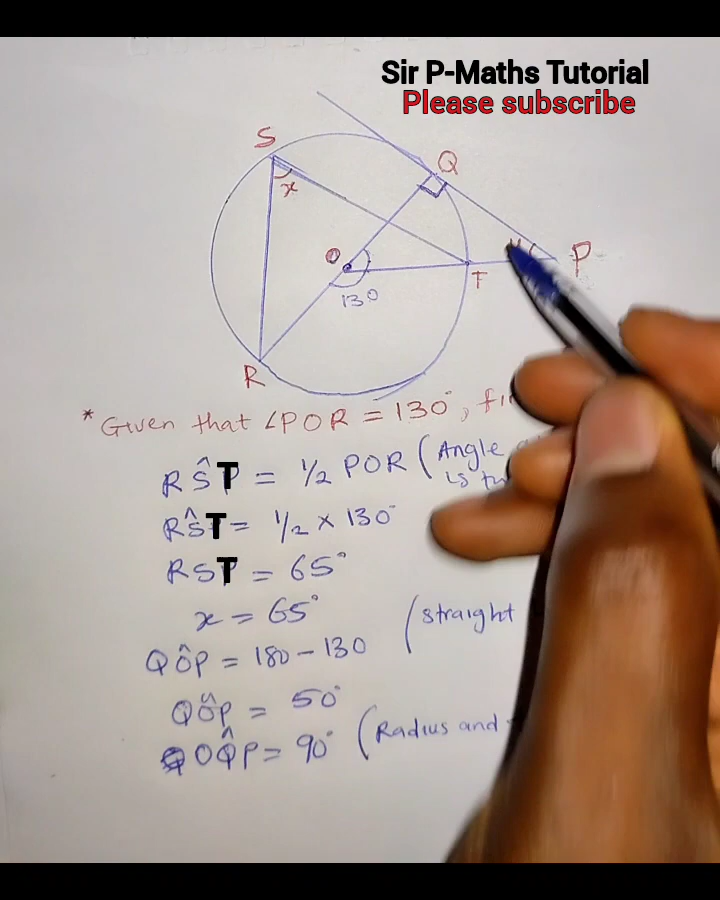 Sir P-Maths Tutorial
Please subscribe
S
Q
x
O
P
T
130
R
* Given that ∠POR = 130°,
RŜT = 1/2 POR (Angle
RŜT = 1/2 × 130°
RST = 65°
x = 65°
(straight
QÔP = 180 - 130
QÔP = 50°
OQ̂P = 90° (Radius and